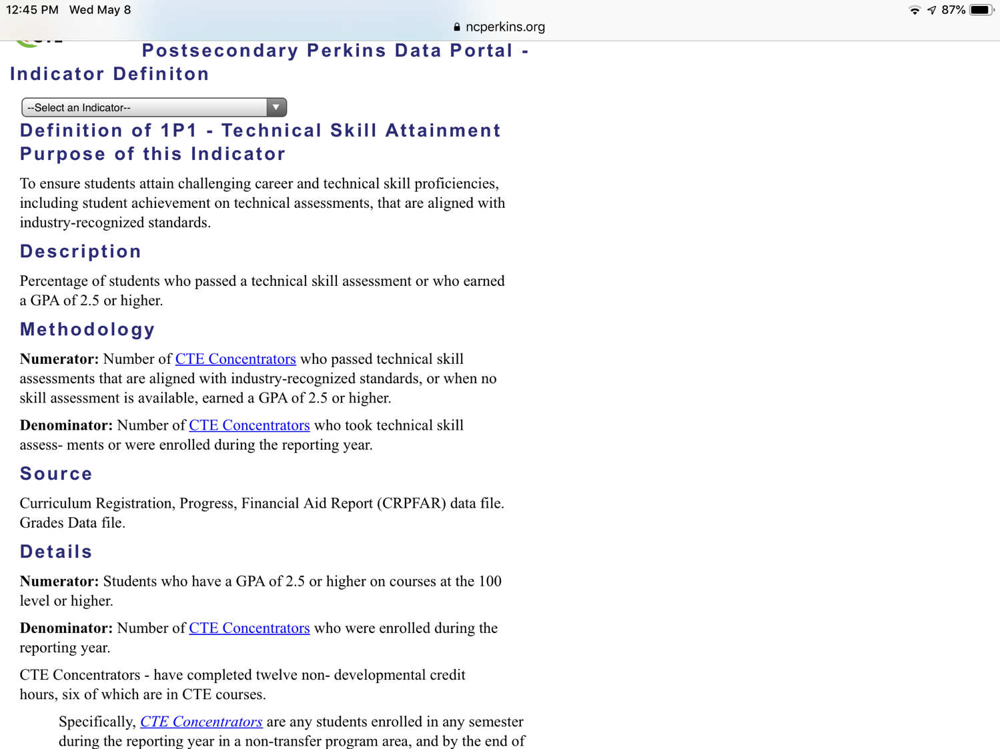 12:45 PM Wed May 8
87%
ncperkins.org
Postsecondary Perkins Data Portal -
Indicator Definiton
--Select an Indicator--
Definition of 1P1 - Technical Skill Attainment
Purpose of this Indicator
To ensure students attain challenging career and technical skill proficiencies,
including student achievement on technical assessments, that are aligned with
industry-recognized standards.
Description
Percentage of students who passed a technical skill assessment or who earned
a GPA of 2.5 or higher.
Methodology
Numerator: Number of CTE Concentrators who passed technical skill
assessments that are aligned with industry-recognized standards, or when no
skill assessment is available, earned a GPA of 2.5 or higher.
Denominator: Number of CTE Concentrators who took technical skill
assess- ments or were enrolled during the reporting year.
Source
Curriculum Registration, Progress, Financial Aid Report (CRPFAR) data file.
Grades Data file.
Details
Numerator: Students who have a GPA of 2.5 or higher on courses at the 100
level or higher.
Denominator: Number of CTE Concentrators who were enrolled during the
reporting year.
CTE Concentrators - have completed twelve non- developmental credit
hours, six of which are in CTE courses.
Specifically, CTE Concentrators are any students enrolled in any semester
during the reporting year in a non-transfer program area, and by the end of